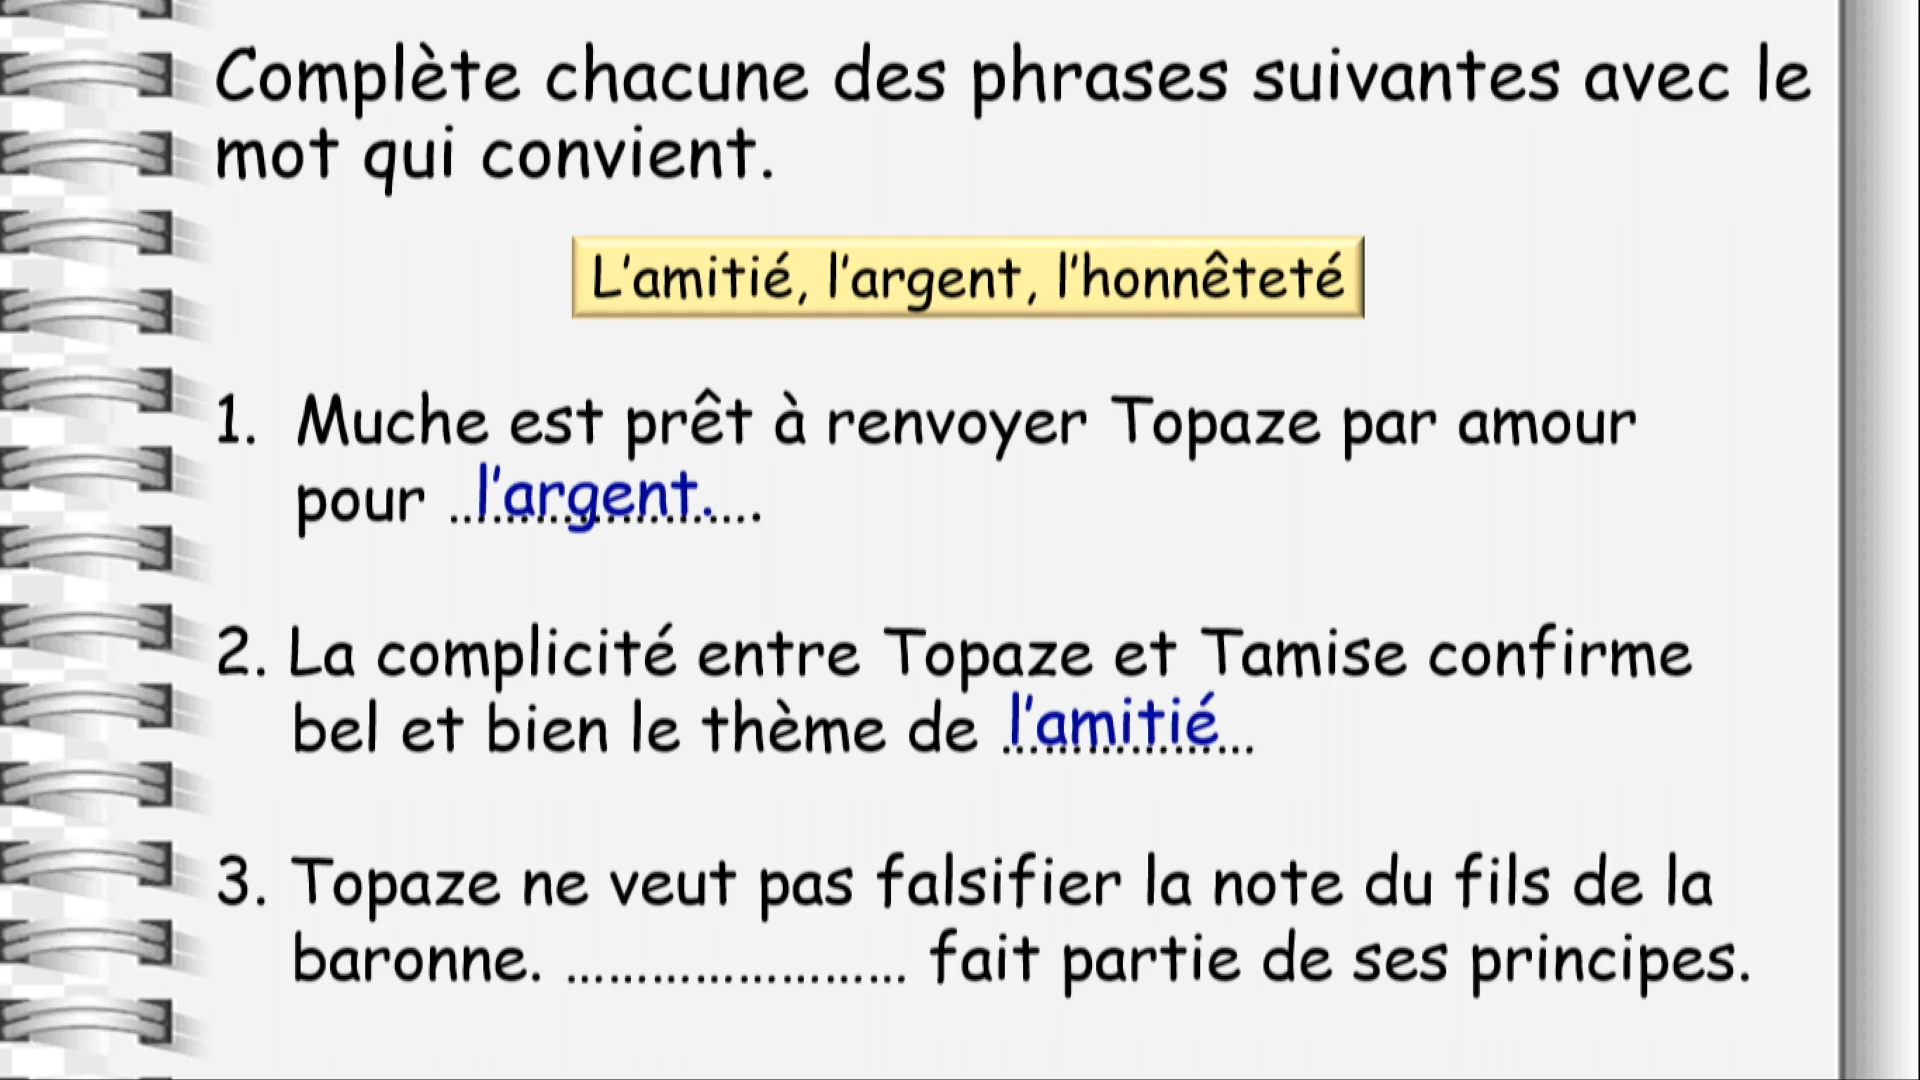 Complète chacune des phrases suivantes avec le
mot qui convient.
L'amitié, l'argent, l'honnêteté
1. Muche est prêt à renvoyer Topaze par amour
pour ..l'argent.....
2. La complicité entre Topaze et Tamise confirme
bel et bien le thème de l'amitié...
3. Topaze ne veut pas falsifier la note du fils de la
baronne. ........................ fait partie de ses principes.